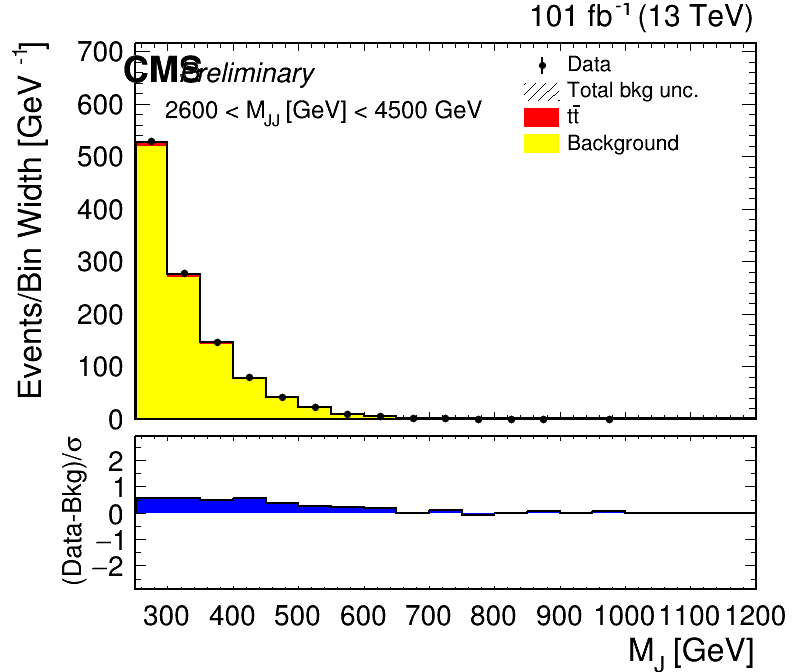 101 fb⁻¹ (13 TeV)
CMS Preliminary
2600 < M_JJ [GeV] < 4500 GeV
Data
Total bkg unc.
tt̄
Background
Events/Bin Width [GeV⁻¹]
700
600
500
400
300
200
100
0
(Data-Bkg)/σ
2
1
0
−1
−2
300 400 500 600 700 800 900 1000 1100 1200
M_J [GeV]